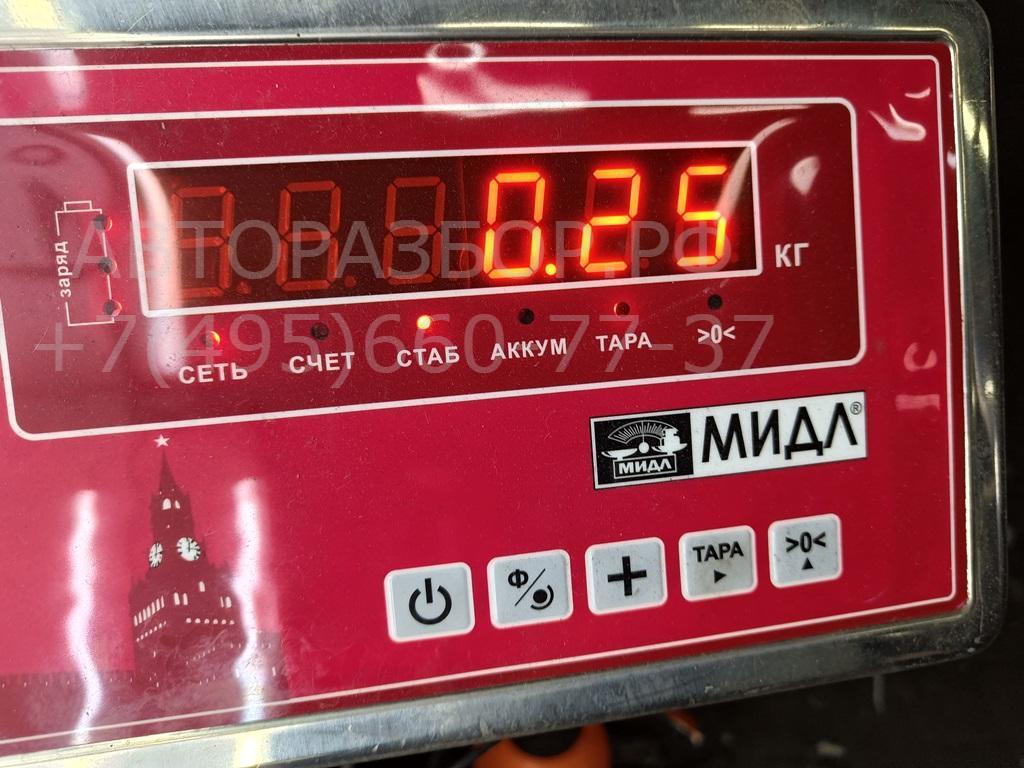 0.25
КГ
заряд
СЕТЬ СЧЕТ СТАБ АККУМ ТАРА >0<
АВТОРАЗБОР.РФ
+7(495)660-77-37
МИДЛ МИДЛ®
Ф ТАРА >0<